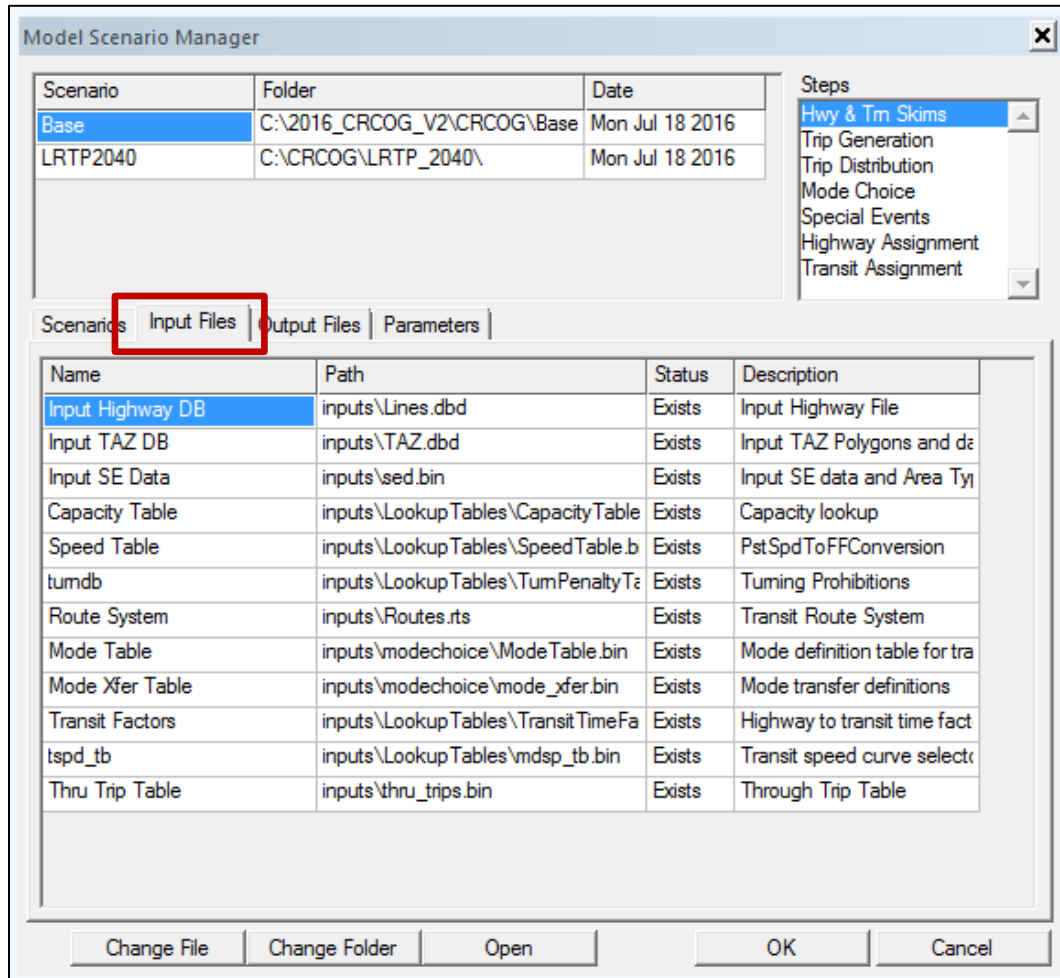 Model Scenario Manager
Scenario Folder Date
Base C:\2016_CRCOG_V2\CRCOG\Base Mon Jul 18 2016
LRTP2040 C:\CRCOG\LRTP_2040\ Mon Jul 18 2016
Steps
Hwy & Trn Skims
Trip Generation
Trip Distribution
Mode Choice
Special Events
Highway Assignment
Transit Assignment
Scenarios Input Files Output Files Parameters
Name Path Status Description
Input Highway DB inputs\Lines.dbd Exists Input Highway File
Input TAZ DB inputs\TAZ.dbd Exists Input TAZ Polygons and da
Input SE Data inputs\sed.bin Exists Input SE data and Area Ty
Capacity Table inputs\LookupTables\CapacityTable Exists Capacity lookup
Speed Table inputs\LookupTables\SpeedTable.bi Exists PstSpdToFFConversion
turndb inputs\LookupTables\TurnPenaltyTa Exists Turning Prohibitions
Route System inputs\Routes.rts Exists Transit Route System
Mode Table inputs\modechoice\ModeTable.bin Exists Mode definition table for tra
Mode Xfer Table inputs\modechoice\mode_xfer.bin Exists Mode transfer definitions
Transit Factors inputs\LookupTables\TransitTimeFa Exists Highway to transit time fact
tspd_tb inputs\LookupTables\mdsp_tb.bin Exists Transit speed curve selecto
Thru Trip Table inputs\thru_trips.bin Exists Through Trip Table
Change File Change Folder Open OK Cancel